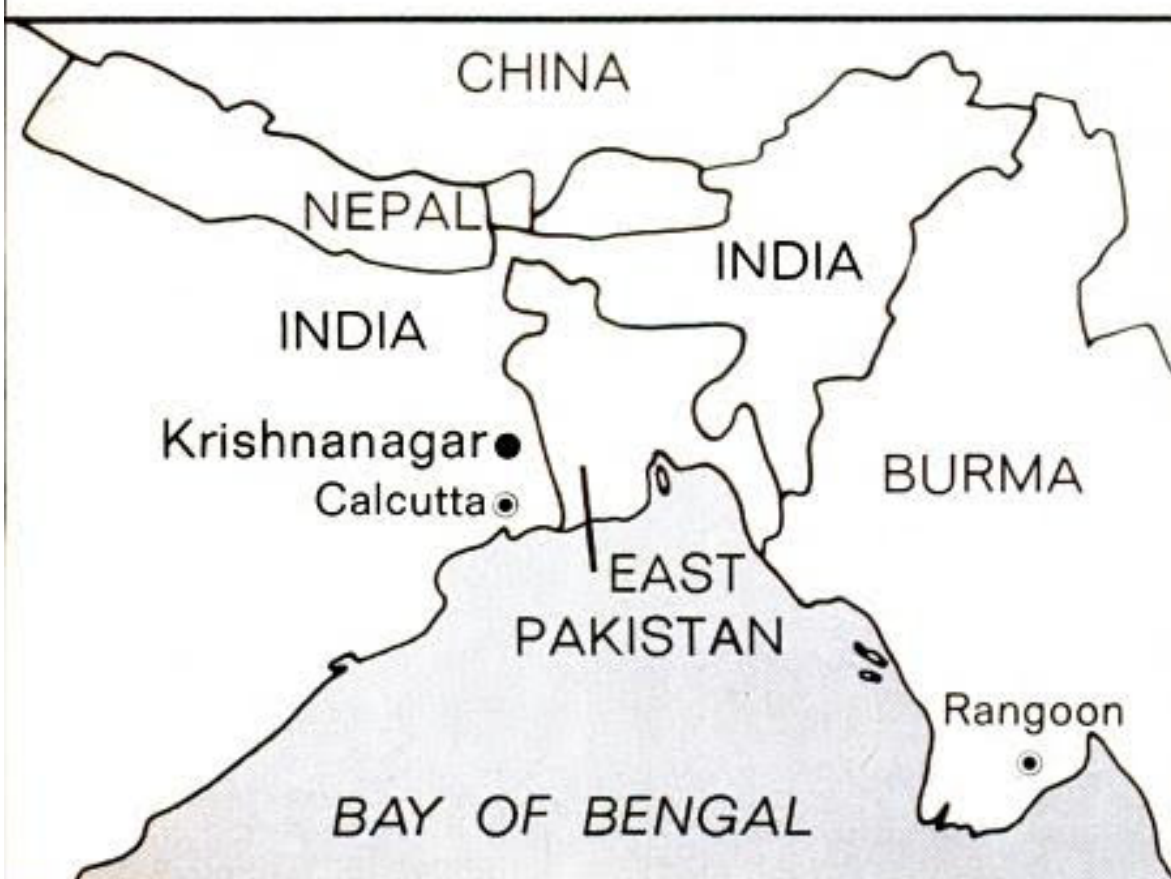 CHINA
NEPAL
INDIA
INDIA
Krishnanagar
Calcutta
BURMA
EAST
PAKISTAN
Rangoon
BAY OF BENGAL